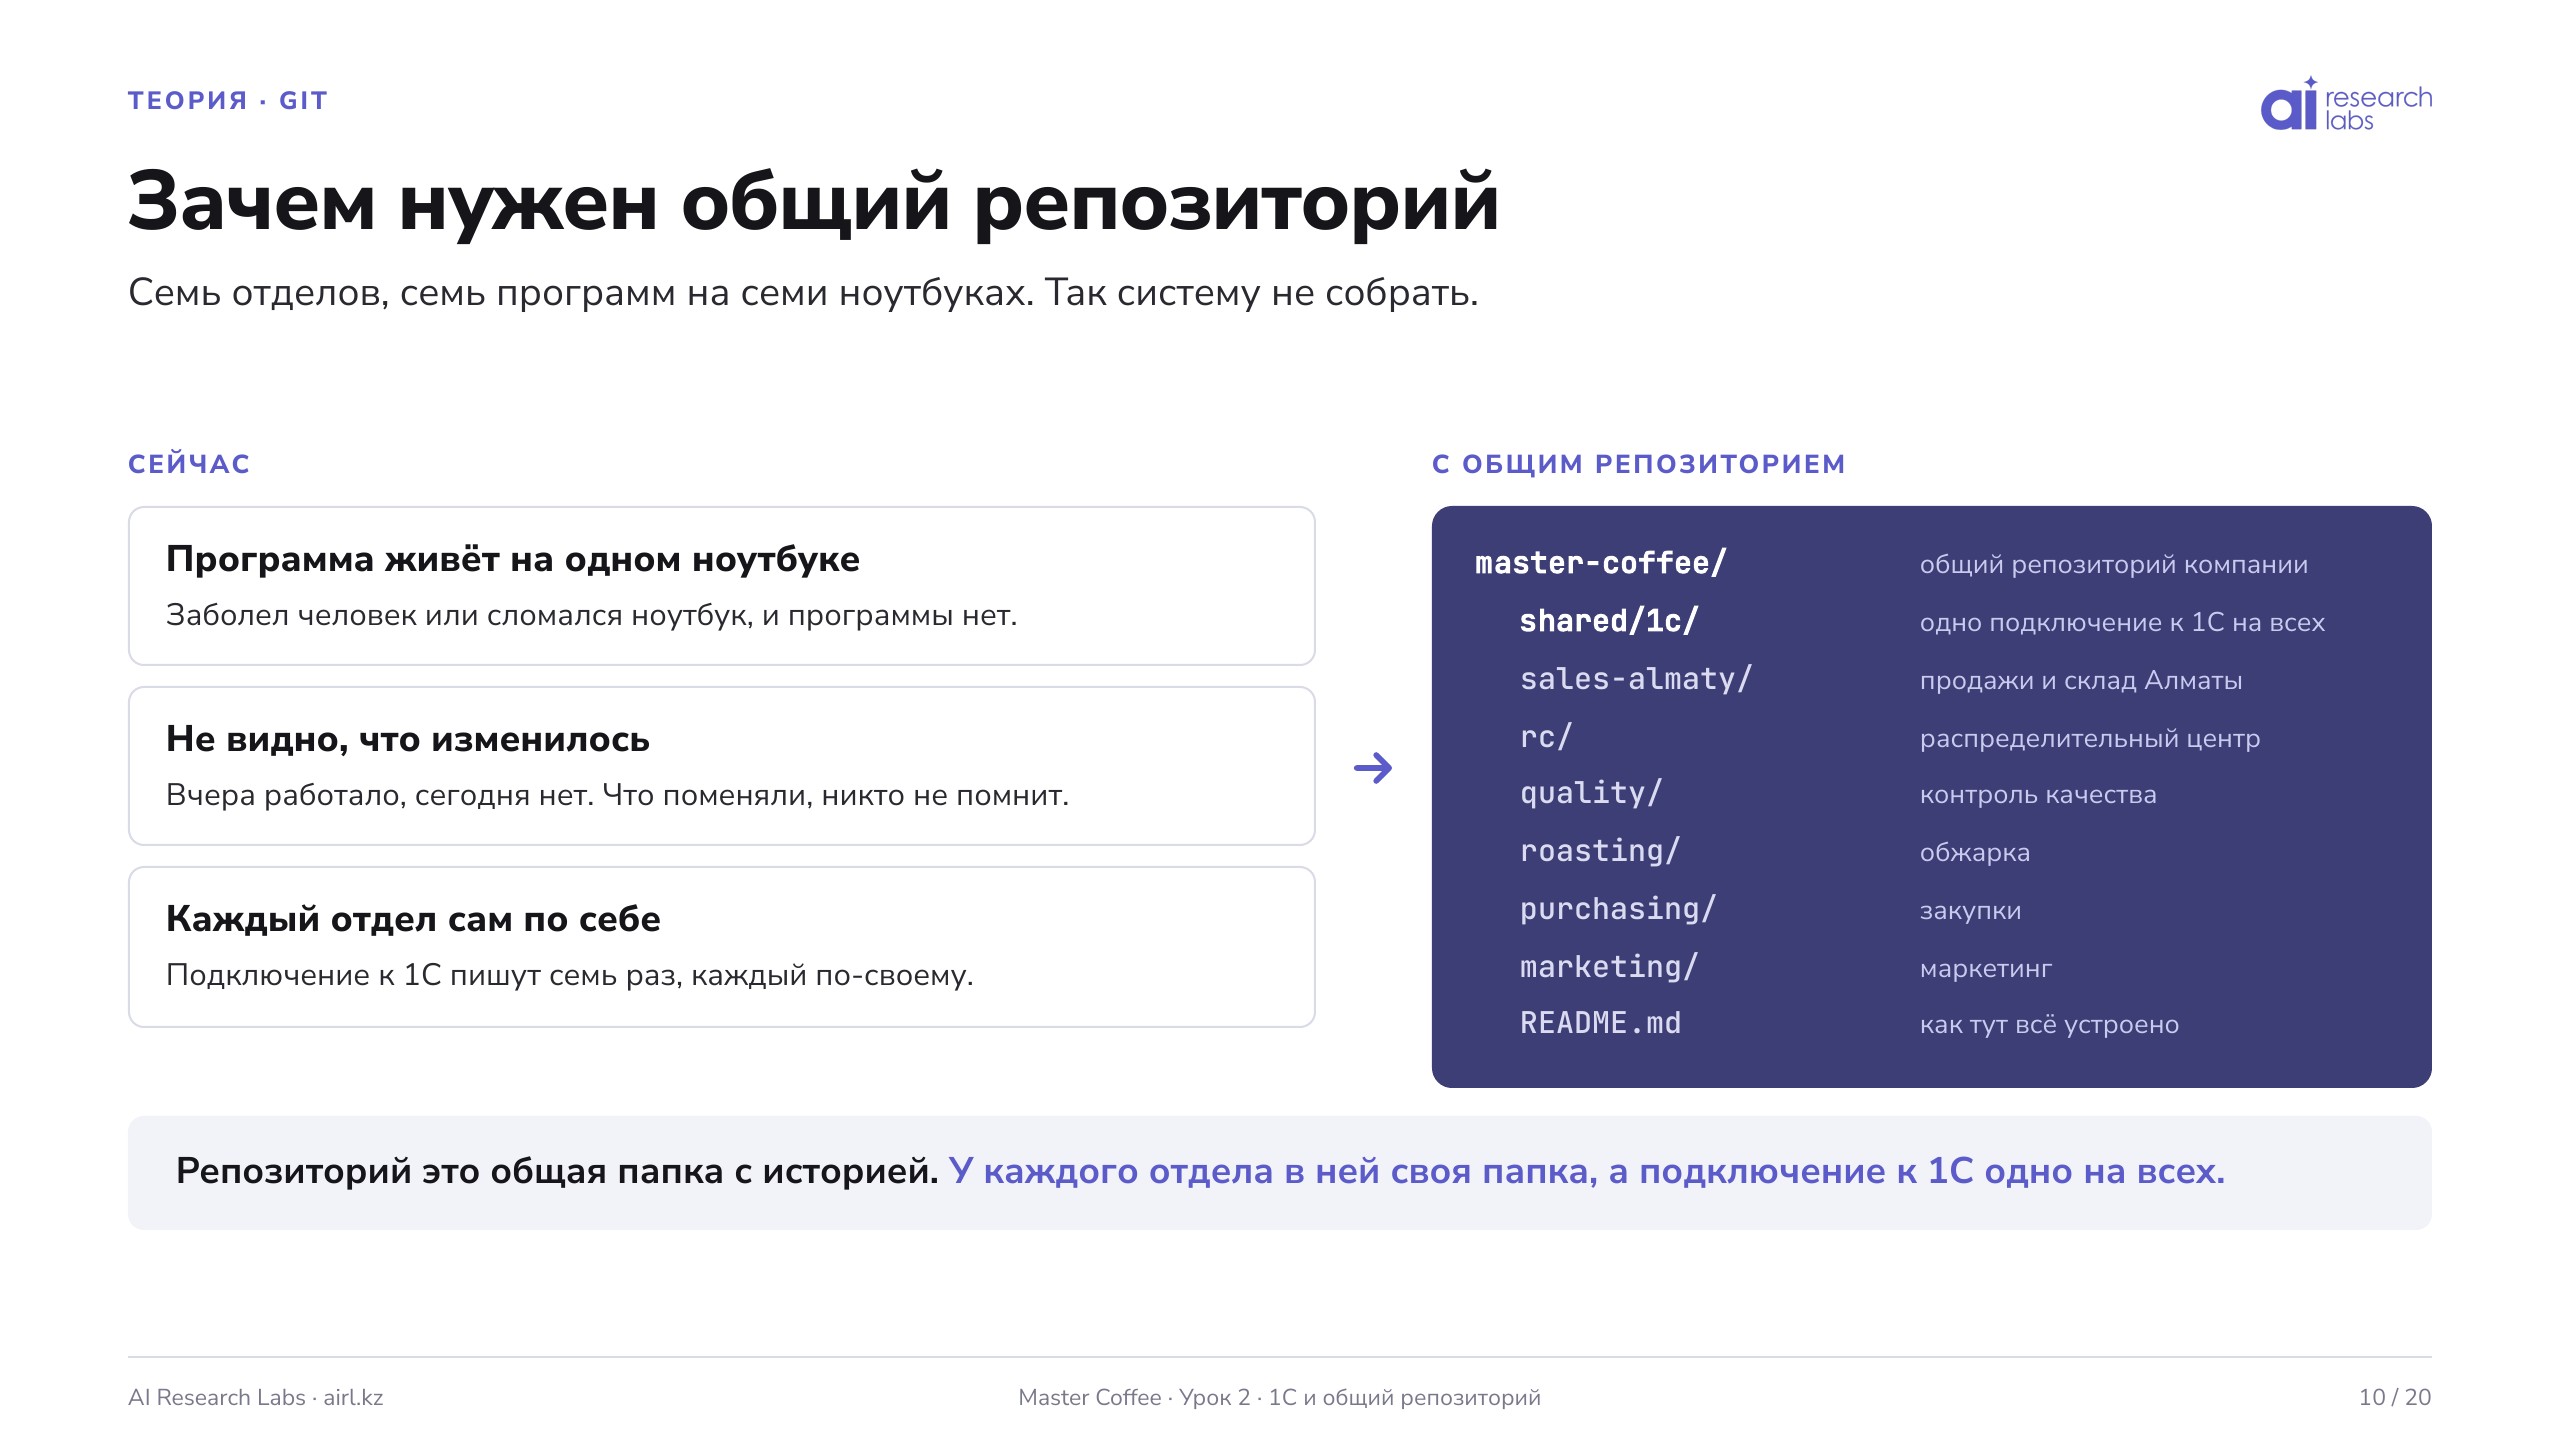 ТЕОРИЯ · GIT
ai research labs
Зачем нужен общий репозиторий
Семь отделов, семь программ на семи ноутбуках. Так систему не собрать.
СЕЙЧАС
Программа живёт на одном ноутбуке
Заболел человек или сломался ноутбук, и программы нет.
Не видно, что изменилось
Вчера работало, сегодня нет. Что поменяли, никто не помнит.
Каждый отдел сам по себе
Подключение к 1С пишут семь раз, каждый по-своему.
С ОБЩИМ РЕПОЗИТОРИЕМ
master-coffee/ общий репозиторий компании
shared/1c/ одно подключение к 1С на всех
sales-almaty/ продажи и склад Алматы
rc/ распределительный центр
quality/ контроль качества
roasting/ обжарка
purchasing/ закупки
marketing/ маркетинг
README.md как тут всё устроено
Репозиторий это общая папка с историей. У каждого отдела в ней своя папка, а подключение к 1С одно на всех.
AI Research Labs · airl.kz
Master Coffee · Урок 2 · 1С и общий репозиторий
10 / 20